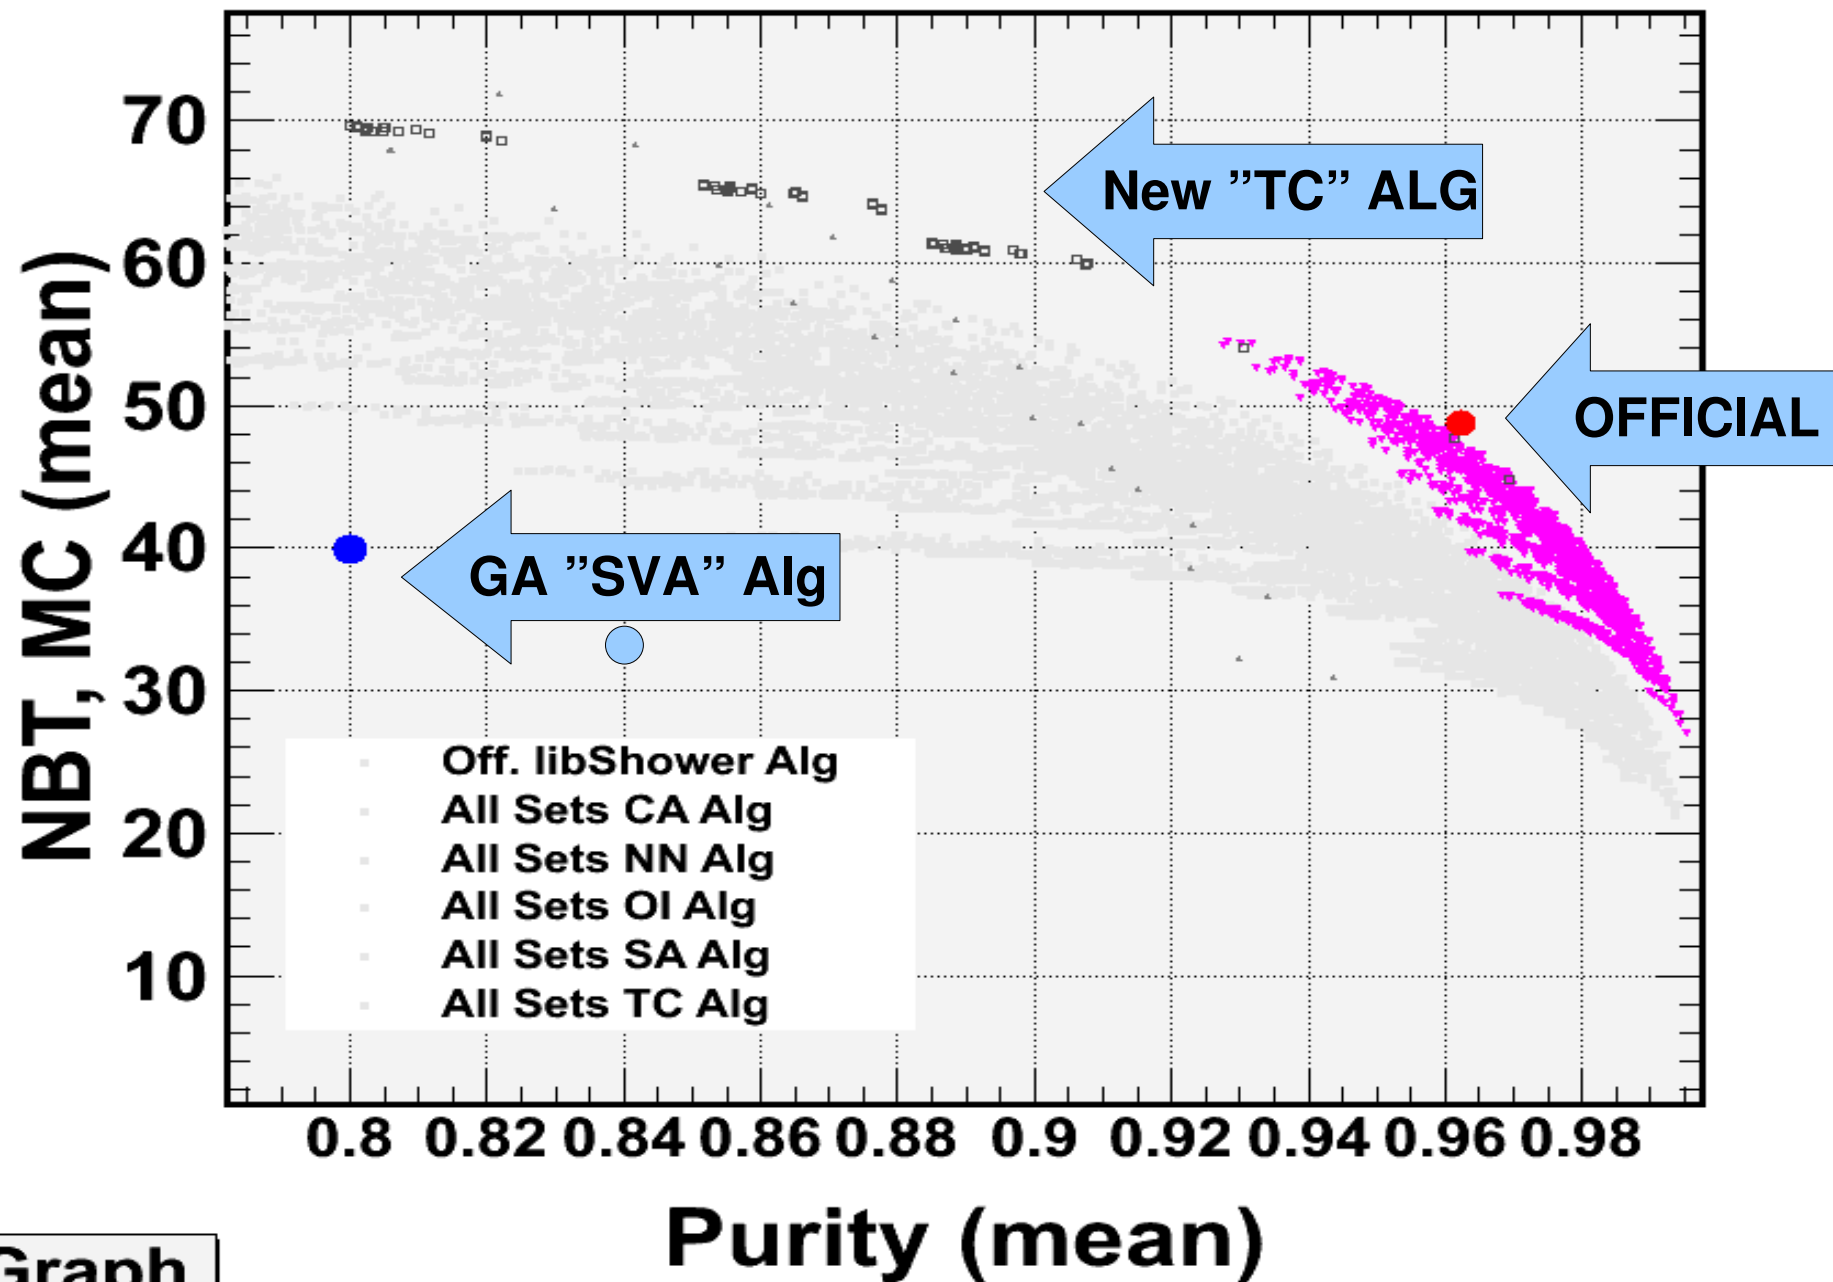 70
60
50
40
30
20
10
NBT, MC (mean)
New ”TC” ALG
OFFICIAL
GA ”SVA” Alg
Off. libShower Alg
All Sets CA Alg
All Sets NN Alg
All Sets OI Alg
All Sets SA Alg
All Sets TC Alg
0.8 0.82 0.84 0.86 0.88 0.9 0.92 0.94 0.96 0.98
Purity (mean)
Graph